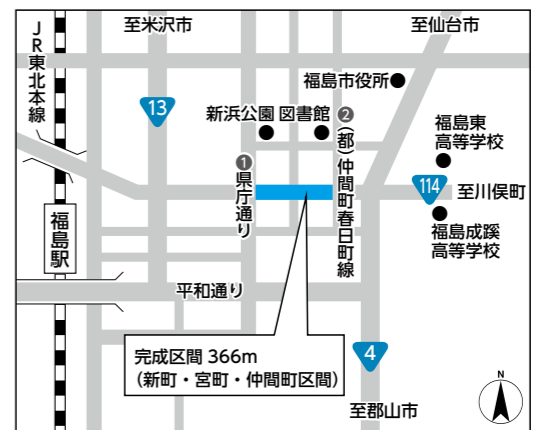 至米沢市
至仙台市
JR東北本線
13
福島市役所
新浜公園 図書館
❷(都)仲間町春日町線
福島東
高等学校
❶県庁通り
114
至川俣町
福島成蹊
高等学校
福島駅
平和通り
完成区間 366m
(新町・宮町・仲間町区間)
4
至郡山市
N